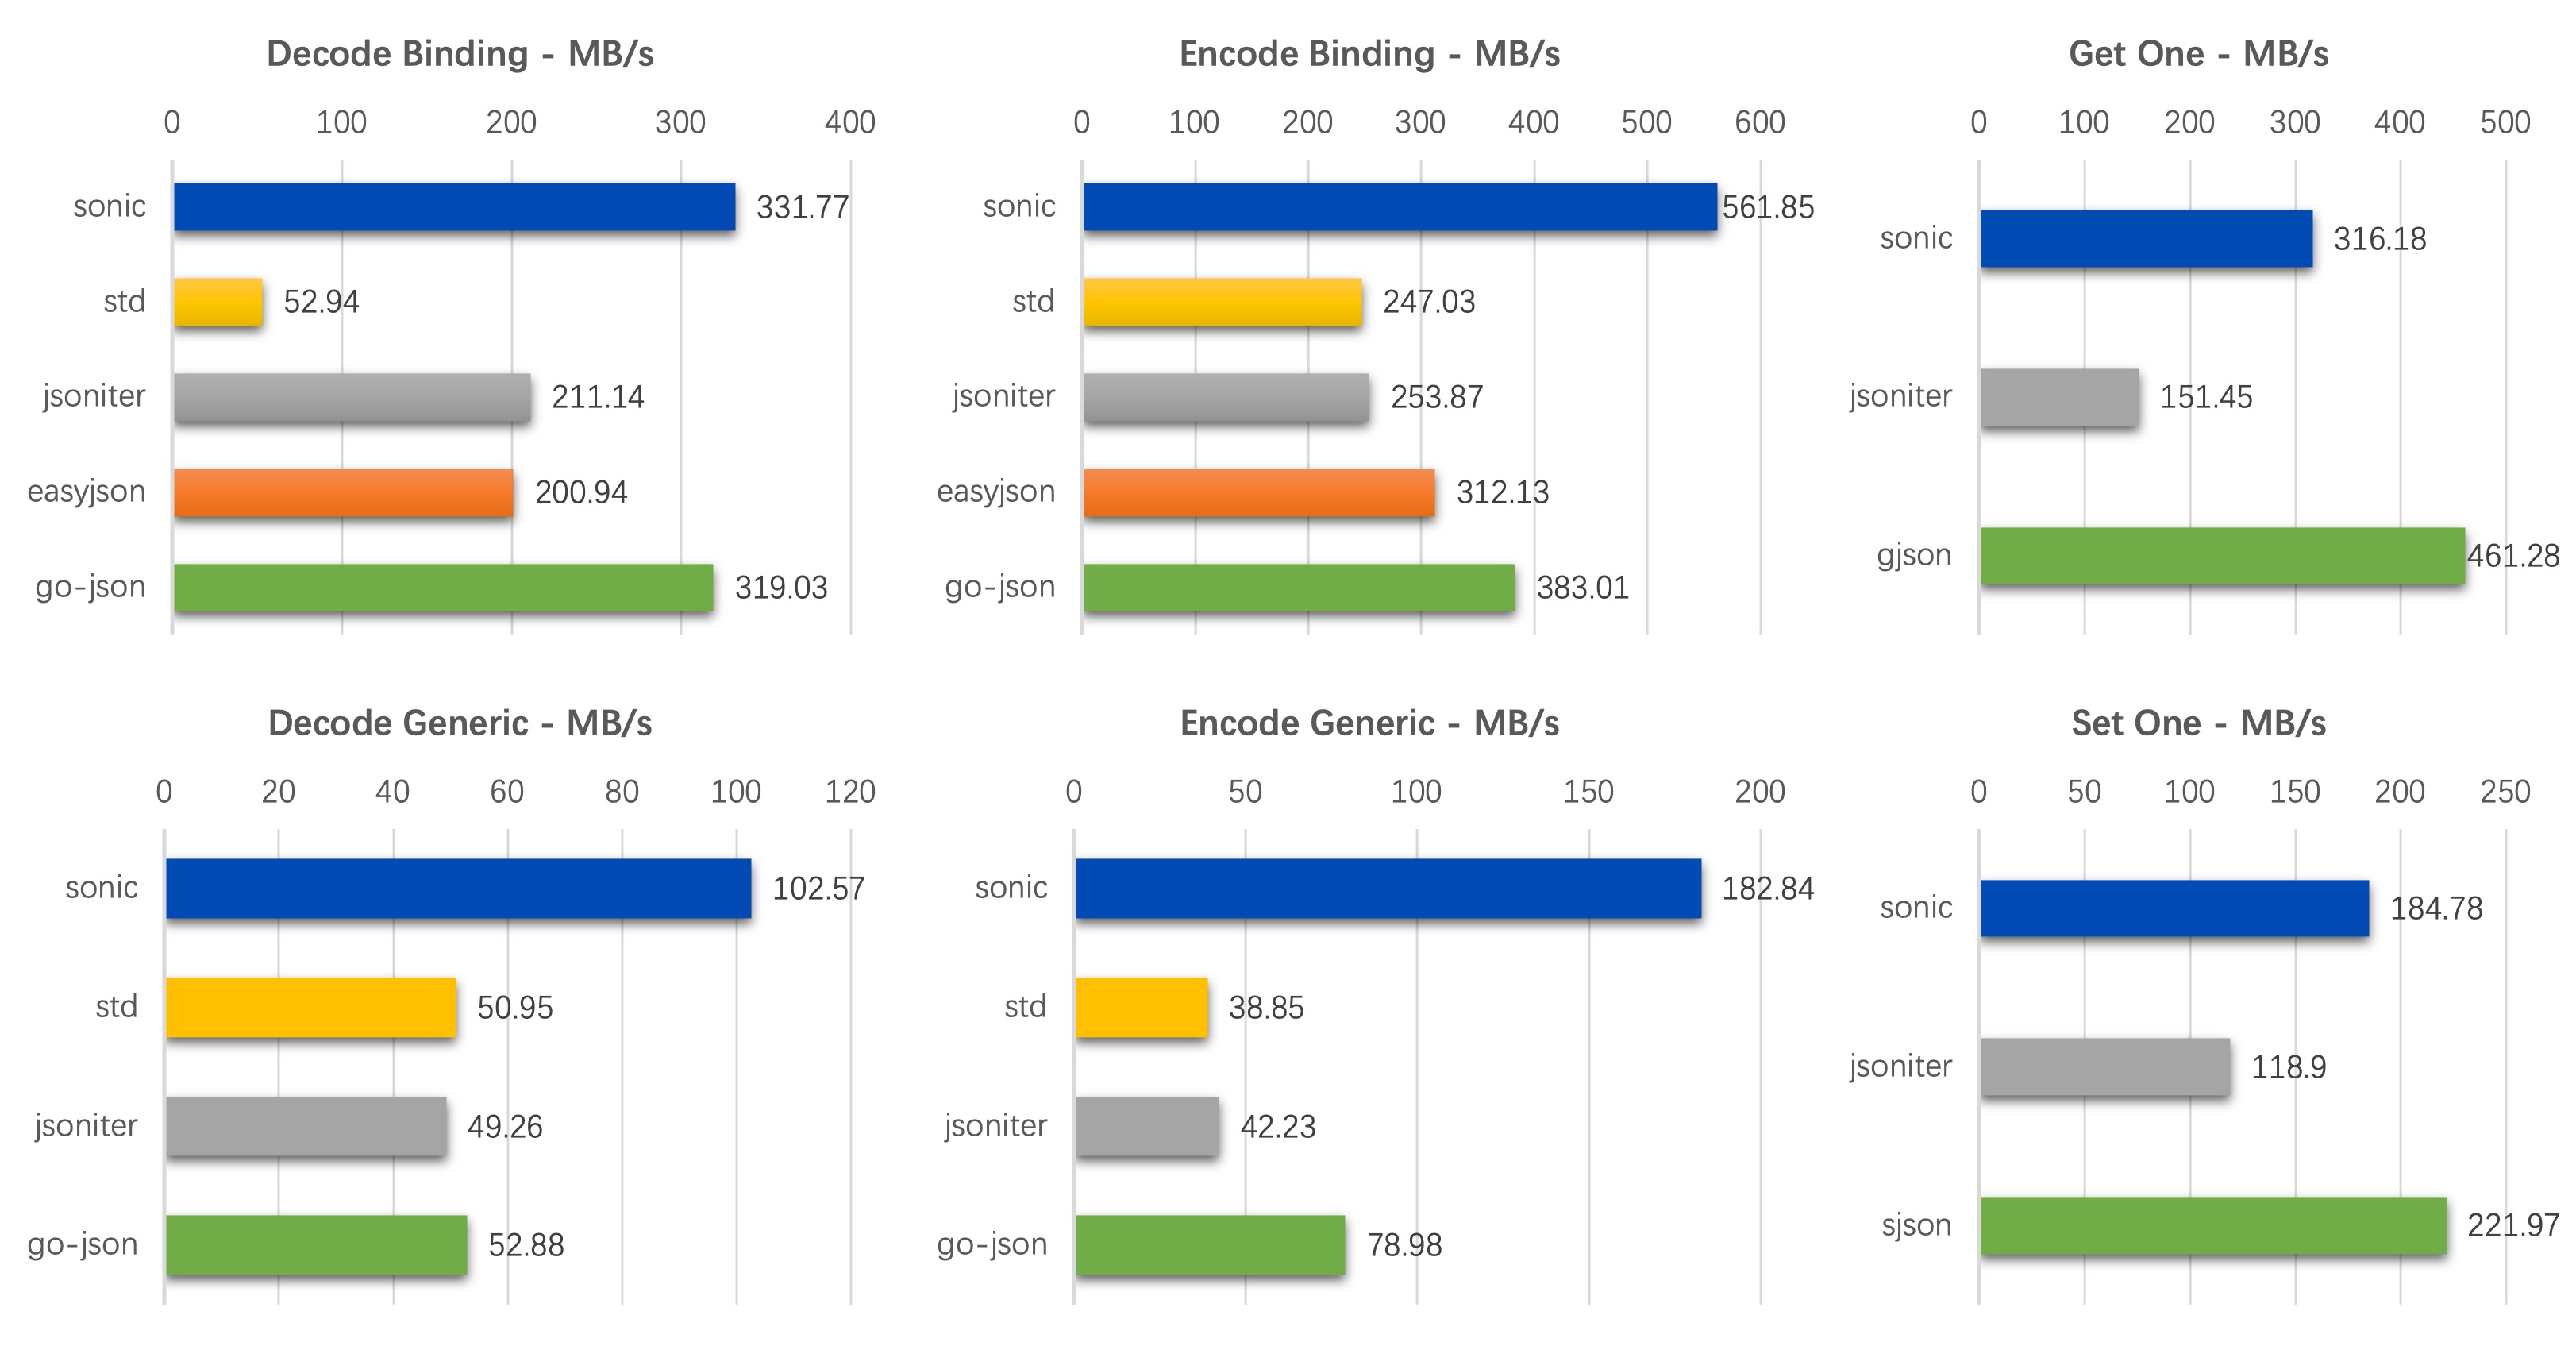 Decode Binding - MB/s
0 100 200 300 400
sonic 331.77
std 52.94
jsoniter 211.14
easyjson 200.94
go-json 319.03
Encode Binding - MB/s
0 100 200 300 400 500 600
sonic 561.85
std 247.03
jsoniter 253.87
easyjson 312.13
go-json 383.01
Get One - MB/s
0 100 200 300 400 500
sonic 316.18
jsoniter 151.45
gjson 461.28
Decode Generic - MB/s
0 20 40 60 80 100 120
sonic 102.57
std 50.95
jsoniter 49.26
go-json 52.88
Encode Generic - MB/s
0 50 100 150 200
sonic 182.84
std 38.85
jsoniter 42.23
go-json 78.98
Set One - MB/s
0 50 100 150 200 250
sonic 184.78
jsoniter 118.9
sjson 221.97